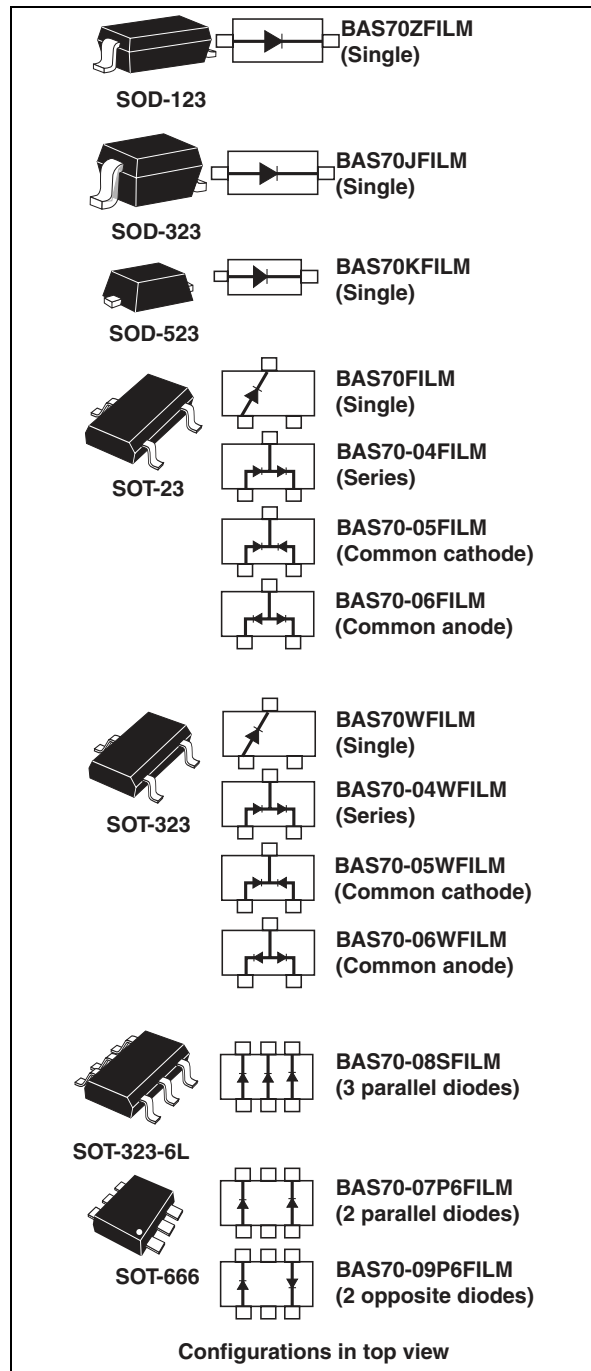 BAS70ZFILM
(Single)
SOD-123
BAS70JFILM
(Single)
SOD-323
BAS70KFILM
(Single)
SOD-523
BAS70FILM
(Single)
BAS70-04FILM
(Series)
SOT-23
BAS70-05FILM
(Common cathode)
BAS70-06FILM
(Common anode)
BAS70WFILM
(Single)
BAS70-04WFILM
(Series)
SOT-323
BAS70-05WFILM
(Common cathode)
BAS70-06WFILM
(Common anode)
BAS70-08SFILM
(3 parallel diodes)
SOT-323-6L
BAS70-07P6FILM
(2 parallel diodes)
SOT-666
BAS70-09P6FILM
(2 opposite diodes)
Configurations in top view